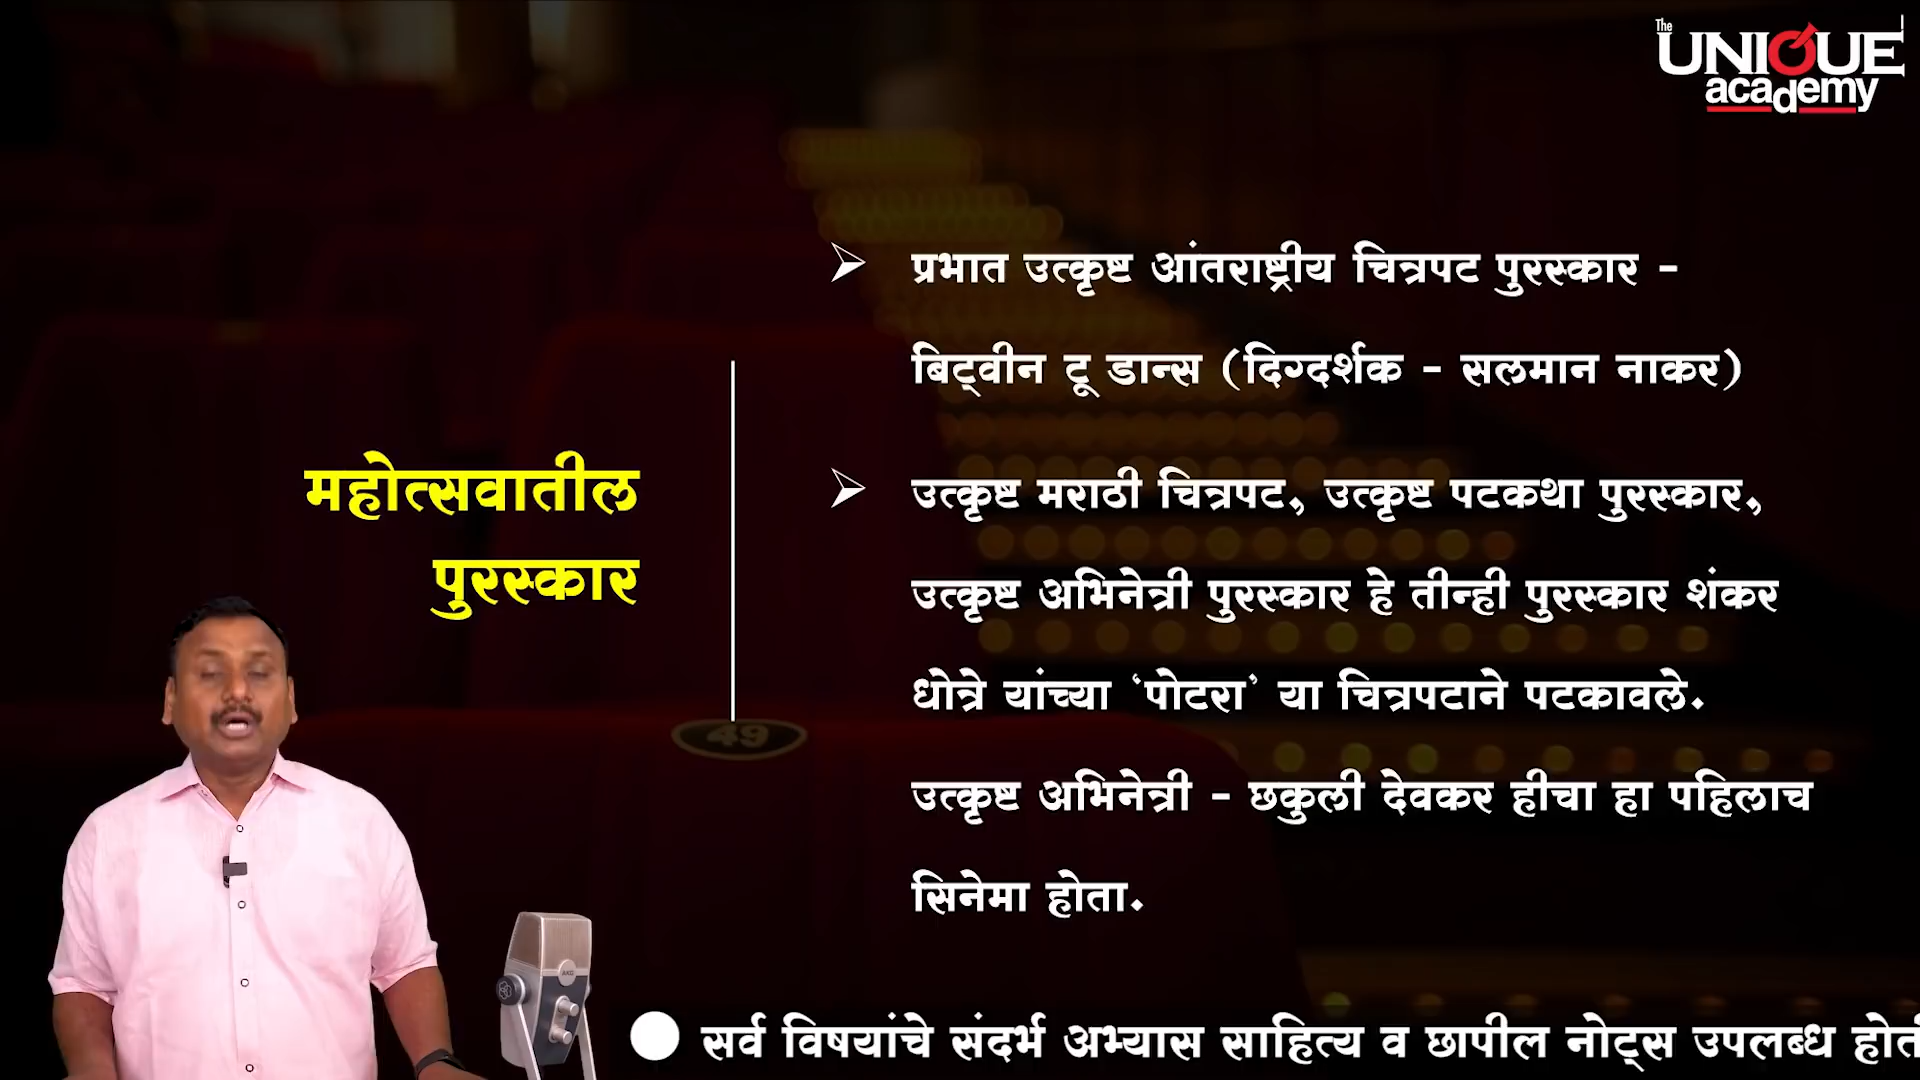 The
UNIQUE
academy
प्रभात उत्कृष्ट आंतराष्ट्रीय चित्रपट पुरस्कार -
बिट्वीन टू डान्स (दिग्दर्शक - सलमान नाकर)
महोत्सवातील
पुरस्कार
उत्कृष्ट मराठी चित्रपट, उत्कृष्ट पटकथा पुरस्कार,
उत्कृष्ट अभिनेत्री पुरस्कार हे तीन्ही पुरस्कार शंकर
धोत्रे यांच्या ‘पोटरा’ या चित्रपटाने पटकावले.
उत्कृष्ट अभिनेत्री - छकुली देवकर हीचा हा पहिलाच
सिनेमा होता.
49
AKG
सर्व विषयांचे संदर्भ अभ्यास साहित्य व छापील नोट्स उपलब्ध